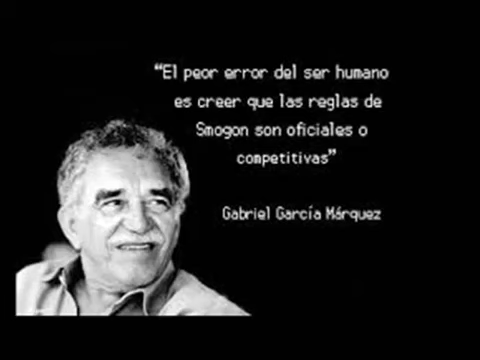 “El peor error del ser humano
es creer que las reglas de
Smogon son oficiales o
competitivas”
Gabriel García Márquez